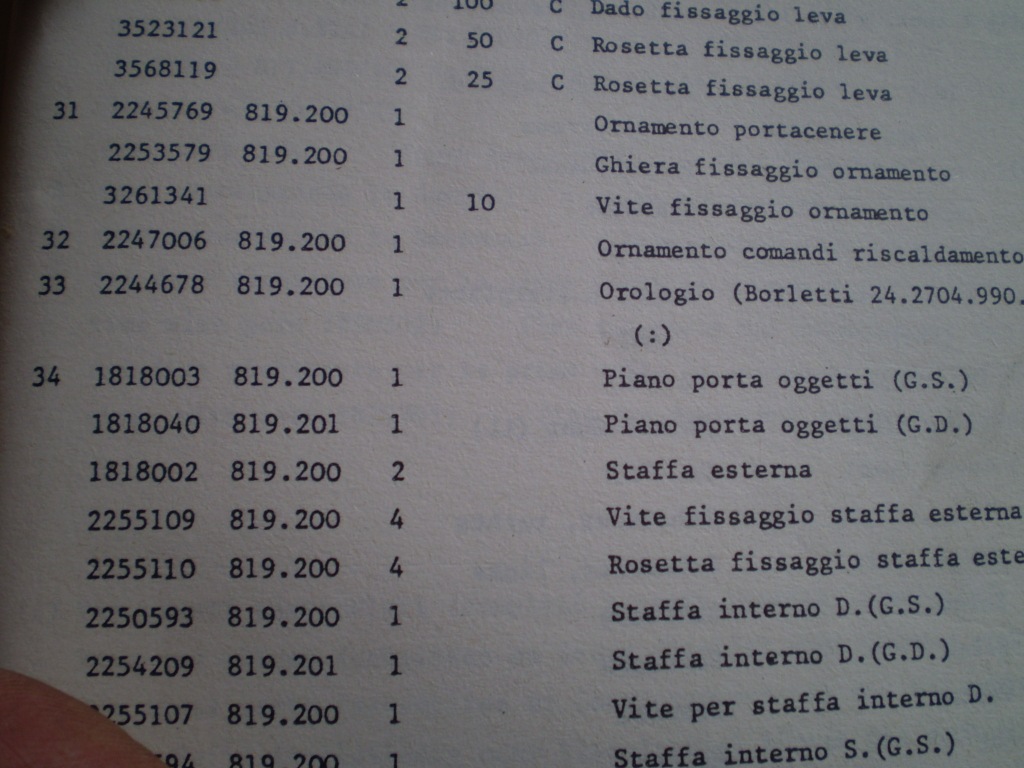 2 100 C Dado fissaggio leva
3523121 2 50 C Rosetta fissaggio leva
3568119 2 25 C Rosetta fissaggio leva
31 2245769 819.200 1 Ornamento portacenere
2253579 819.200 1 Ghiera fissaggio ornamento
3261341 1 10 Vite fissaggio ornamento
32 2247006 819.200 1 Ornamento comandi riscaldamento
33 2244678 819.200 1 Orologio (Borletti 24.2704.990.
(:)
34 1818003 819.200 1 Piano porta oggetti (G.S.)
1818040 819.201 1 Piano porta oggetti (G.D.)
1818002 819.200 2 Staffa esterna
2255109 819.200 4 Vite fissaggio staffa esterna
2255110 819.200 4 Rosetta fissaggio staffa este
2250593 819.200 1 Staffa interno D.(G.S.)
2254209 819.201 1 Staffa interno D.(G.D.)
2255107 819.200 1 Vite per staffa interno D.
94 819.200 1 Staffa interno S.(G.S.)